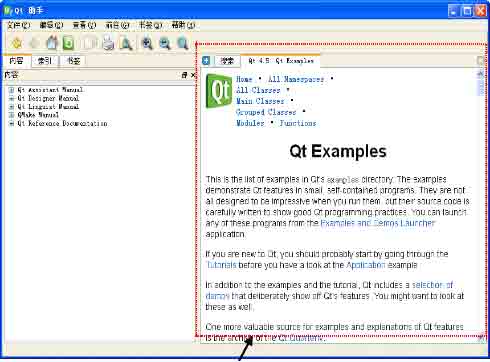 Qt 助手
文件(F) 编辑(E) 查看(V) 前往(G) 书签(B) 帮助(H)
内容 索引 书签
搜索 Qt 4.5: Qt Examples
内容
Qt Assistant Manual
Qt Designer Manual
Qt Linguist Manual
QMake Manual
Qt Reference Documentation
Qt
Home · All Namespaces ·
All Classes ·
Main Classes ·
Grouped Classes ·
Modules · Functions
Qt Examples
This is the list of examples in Qt's examples directory. The examples
demonstrate Qt features in small, self-contained programs. They are not
all designed to be impressive when you run them, but their source code is
carefully written to show good Qt programming practices. You can launch
any of these programs from the Examples and Demos Launcher
application.
If you are new to Qt, you should probably start by going through the
Tutorials before you have a look at the Application example.
In addition to the examples and the tutorial, Qt includes a selection of
demos that deliberately show off Qt's features. You might want to look at
these as well.
One more valuable source for examples and explanations of Qt features
is the archive of the Qt Quarterly.